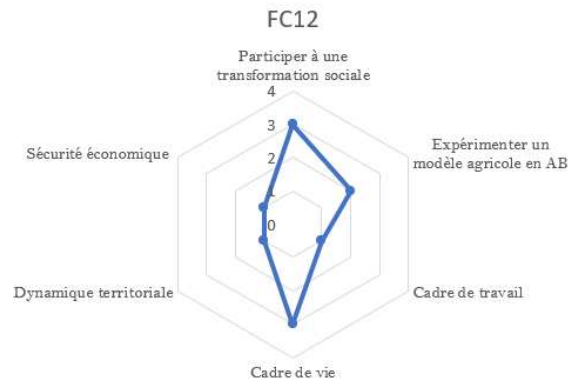 FC12
Participer à une
transformation sociale
4
3
2
1
0
Expérimenter un
modèle agricole en AB
Sécurité économique
Dynamique territoriale
Cadre de travail
Cadre de vie